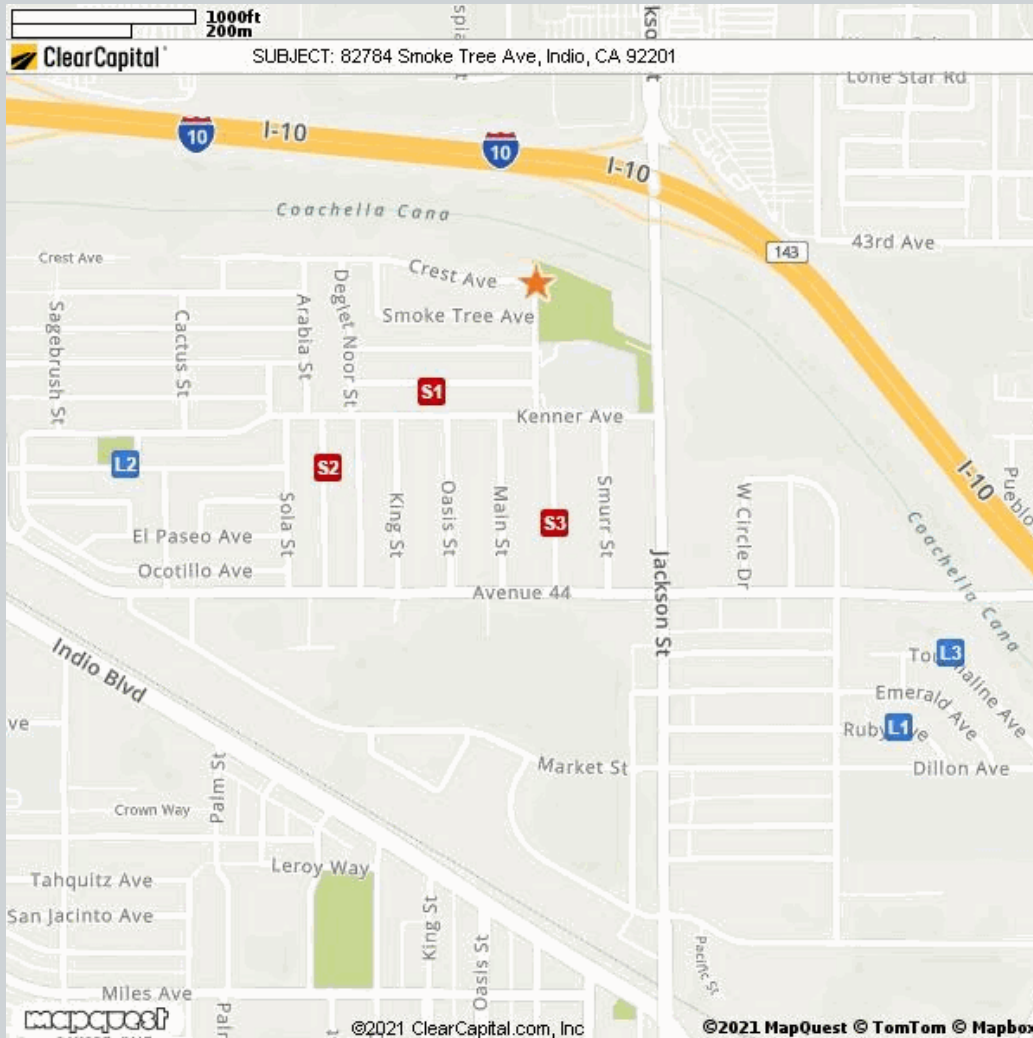 1000ft
200m
ClearCapital
SUBJECT: 82784 Smoke Tree Ave, Indio, CA 92201
Lone Star Rd
10
I-10
10
I-10
Coachella Cana
43rd Ave
143
Crest Ave
Crest Ave
Smoke Tree Ave
Sagebrush St
Cactus St
Arabia St
Deglet Noor St
S1
Kenner Ave
L2
S2
I-10
Pueblo
Sola St
King St
Oasis St
Main St
S3
Smurr St
W Circle Dr
Coachella Cana
El Paseo Ave
Ocotillo Ave
Avenue 44
Jackson St
Indio Blvd
L3
Emerald Ave
L1
Market St
Dillon Ave
Palm St
Crown Way
Leroy Way
Tahquitz Ave
San Jacinto Ave
King St
Oasis St
Pacific St
Miles Ave
mapquest
©2021 ClearCapital.com, Inc
©2021 MapQuest © TomTom © Mapbox